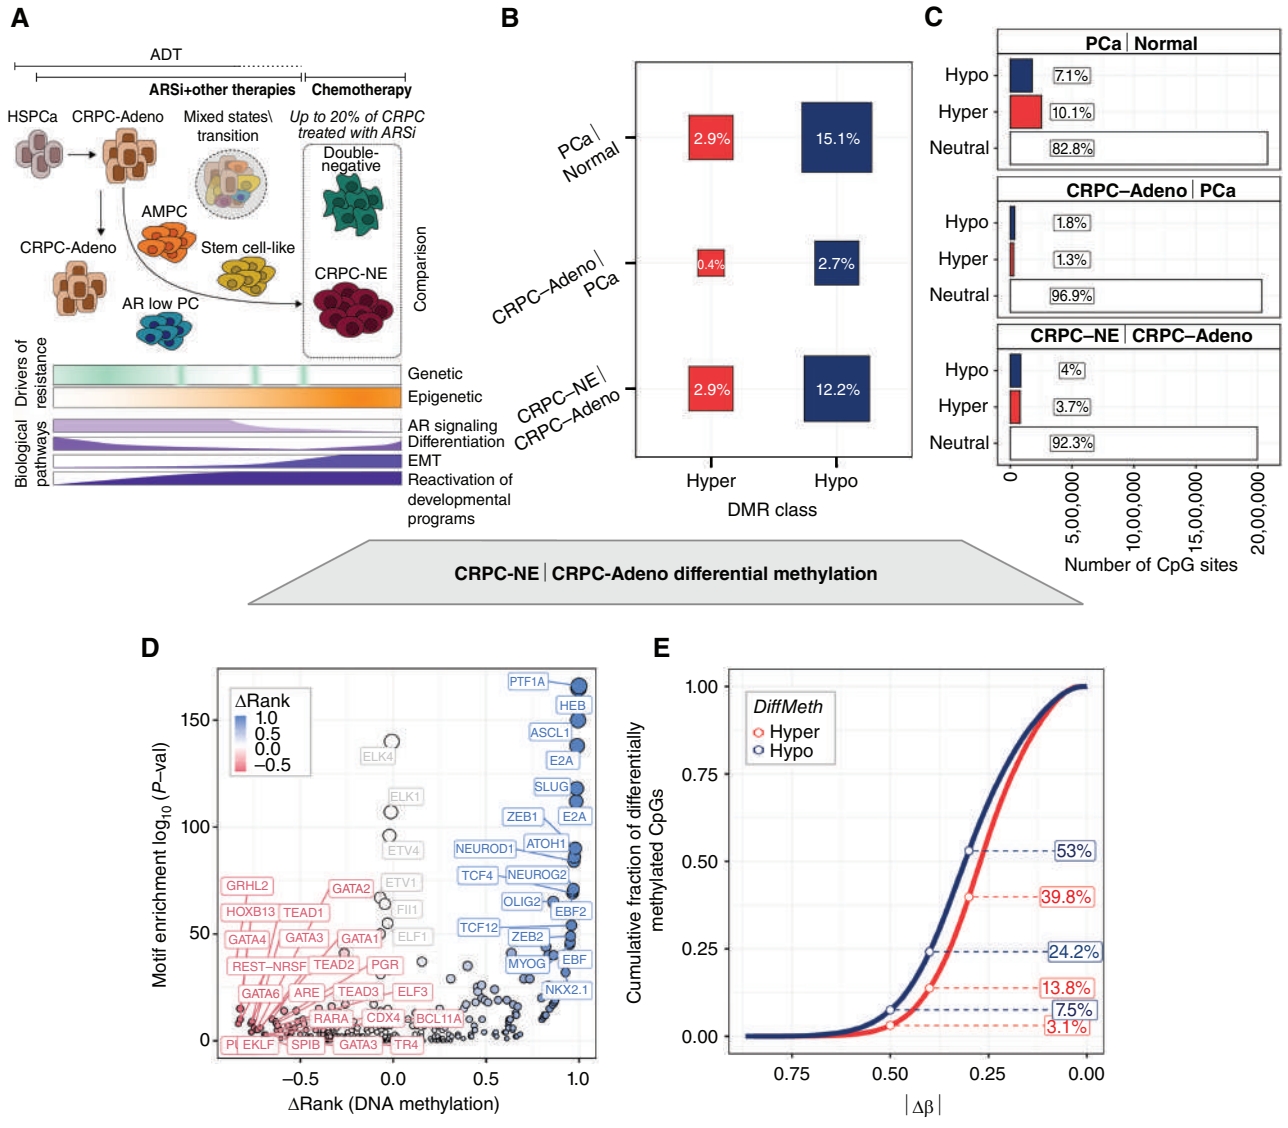 A
ADT
ARSi+other therapies
Chemotherapy
HSPCa
CRPC-Adeno
Mixed states\
transition
Up to 20% of CRPC
treated with ARSi
Double-
negative
AMPC
CRPC-Adeno
Stem cell-like
CRPC-NE
AR low PC
Comparison
Drivers of
resistance
Genetic
Epigenetic
Biological
pathways
AR signaling
Differentiation
EMT
Reactivation of
developmental
programs
B
PCa |
Normal
2.9%
15.1%
CRPC–Adeno |
PCa
0.4%
2.7%
CRPC–NE |
CRPC–Adeno
2.9%
12.2%
Hyper
Hypo
DMR class
C
PCa | Normal
Hypo
7.1%
Hyper
10.1%
Neutral
82.8%
CRPC–Adeno | PCa
Hypo
1.8%
Hyper
1.3%
Neutral
96.9%
CRPC–NE | CRPC–Adeno
Hypo
4%
Hyper
3.7%
Neutral
92.3%
0
5,00,000
10,00,000
15,00,000
20,00,000
Number of CpG sites
CRPC-NE | CRPC-Adeno differential methylation
D
Motif enrichment log10 (P–val)
150
100
50
0
ΔRank
1.0
0.5
0.0
–0.5
PTF1A
HEB
ASCL1
E2A
SLUG
E2A
ZEB1
ATOH1
NEUROD1
TCF4
NEUROG2
OLIG2
EBF2
TCF12
ZEB2
MYOG
EBF
NKX2.1
ELK4
ELK1
ETV4
ETV1
Fli1
ELF1
GRHL2
GATA2
HOXB13
TEAD1
GATA4
GATA3
GATA1
REST–NRSF
TEAD2
PGR
GATA6
ARE
TEAD3
ELF3
RARA
CDX4
BCL11A
EKLF
SPIB
GATA3
TR4
–0.5
0.0
0.5
1.0
ΔRank (DNA methylation)
E
Cumulative fraction of differentially
methylated CpGs
1.00
0.75
0.50
0.25
0.00
DiffMeth
Hyper
Hypo
53%
39.8%
24.2%
13.8%
7.5%
3.1%
0.75
0.50
0.25
0.00
|Δβ|